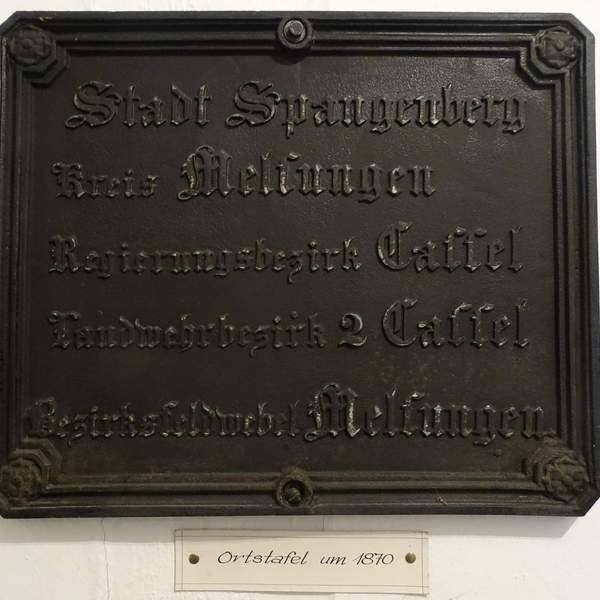 Stadt Spangenberg
Kreis Melſungen
Regierungsbezirk Caſſel
Landwehrbezirk 2 Caſſel
Bezirksfeldwebel Melſungen
Ortstafel um 1870